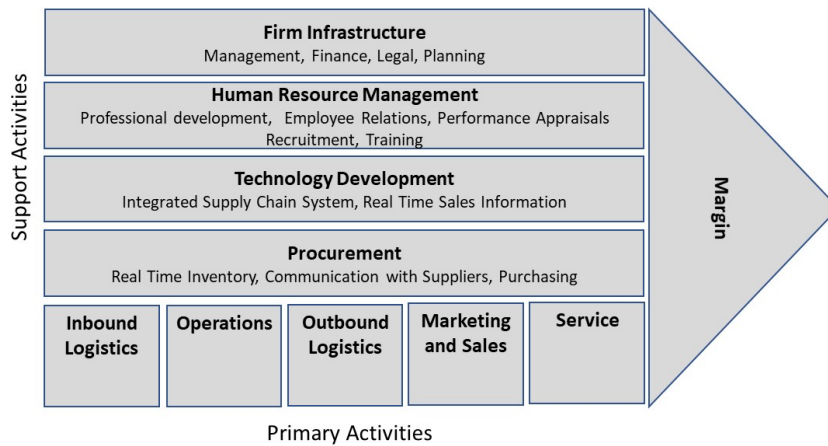 Support Activities
Firm Infrastructure
Management, Finance, Legal, Planning
Human Resource Management
Professional development, Employee Relations, Performance Appraisals
Recruitment, Training
Technology Development
Integrated Supply Chain System, Real Time Sales Information
Procurement
Real Time Inventory, Communication with Suppliers, Purchasing
Inbound
Logistics
Operations
Outbound
Logistics
Marketing
and Sales
Service
Margin
Primary Activities